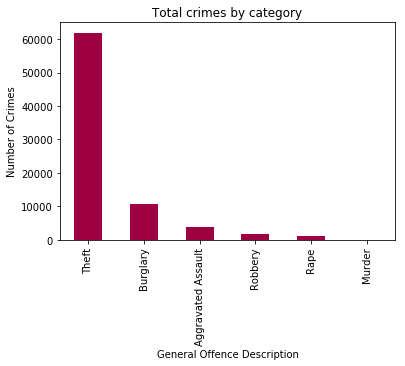 Total crimes by category
Number of Crimes
60000
50000
40000
30000
20000
10000
0
Theft
Burglary
Aggravated Assault
Robbery
Rape
Murder
General Offence Description